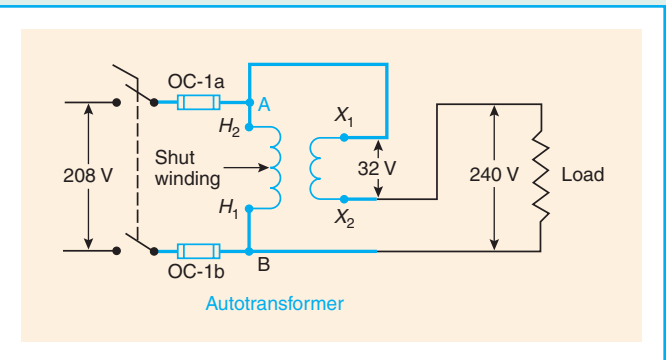 OC-1a
A
H2
X1
208 V
Shut
winding
32 V
240 V
Load
H1
X2
OC-1b
B
Autotransformer